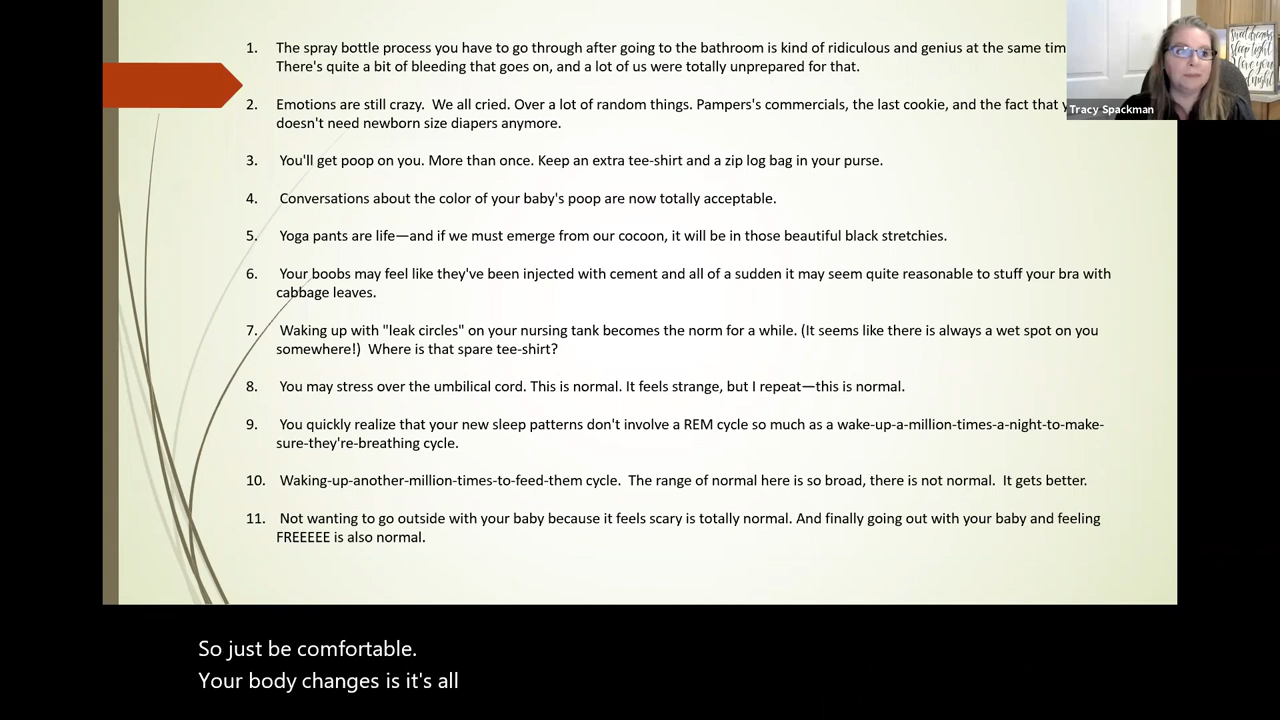 1. The spray bottle process you have to go through after going to the bathroom is kind of ridiculous and genius at the same tim
There's quite a bit of bleeding that goes on, and a lot of us were totally unprepared for that.
2. Emotions are still crazy.  We all cried. Over a lot of random things. Pampers's commercials, the last cookie, and the fact that
doesn't need newborn size diapers anymore.
3. You'll get poop on you. More than once. Keep an extra tee-shirt and a zip log bag in your purse.
4. Conversations about the color of your baby's poop are now totally acceptable.
5. Yoga pants are life—and if we must emerge from our cocoon, it will be in those beautiful black stretchies.
6. Your boobs may feel like they've been injected with cement and all of a sudden it may seem quite reasonable to stuff your bra with
cabbage leaves.
7. Waking up with "leak circles" on your nursing tank becomes the norm for a while. (It seems like there is always a wet spot on you
somewhere!)  Where is that spare tee-shirt?
8. You may stress over the umbilical cord. This is normal. It feels strange, but I repeat—this is normal.
9. You quickly realize that your new sleep patterns don't involve a REM cycle so much as a wake-up-a-million-times-a-night-to-make-
sure-they're-breathing cycle.
10. Waking-up-another-million-times-to-feed-them cycle.  The range of normal here is so broad, there is not normal.  It gets better.
11. Not wanting to go outside with your baby because it feels scary is totally normal. And finally going out with your baby and feeling
FREEEEE is also normal.
sweet dreams
sleep tight
love you
Tracy Spackman
So just be comfortable.
Your body changes is it's all